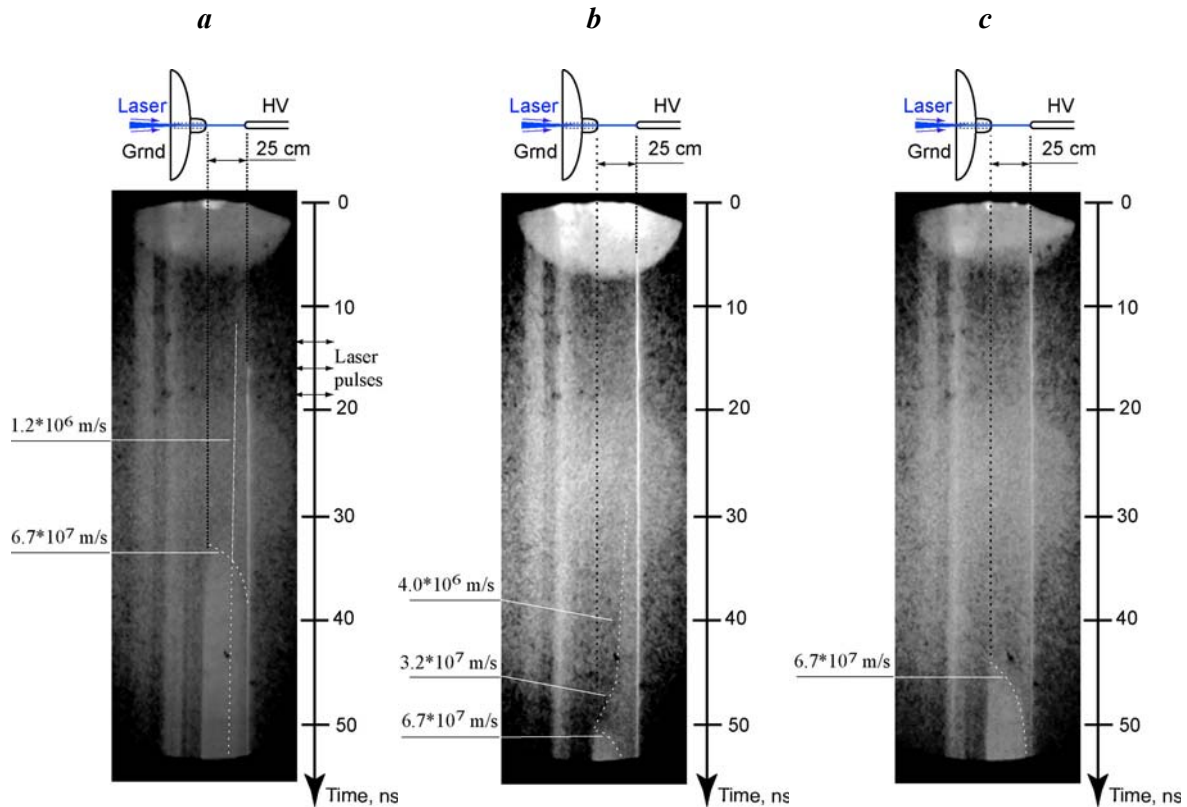 a b c
Laser HV
Grnd 25 cm
Laser HV
Grnd 25 cm
Laser HV
Grnd 25 cm
0
10
Laser
pulses
20
1.2*10⁶ m/s
30
6.7*10⁷ m/s
40
50
Time, ns
0
10
20
30
4.0*10⁶ m/s
40
3.2*10⁷ m/s
6.7*10⁷ m/s
50
Time, ns
0
10
20
30
40
6.7*10⁷ m/s
50
Time, ns